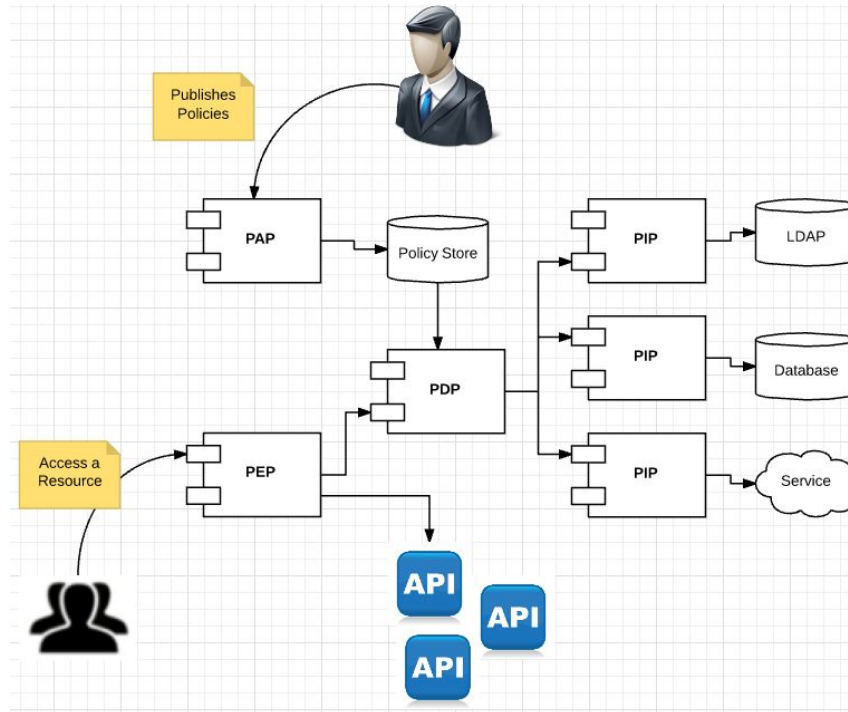 Publishes
Policies
PAP
Policy Store
PIP
LDAP
PIP
Database
PDP
Access a
Resource
PEP
PIP
Service
API
API
API